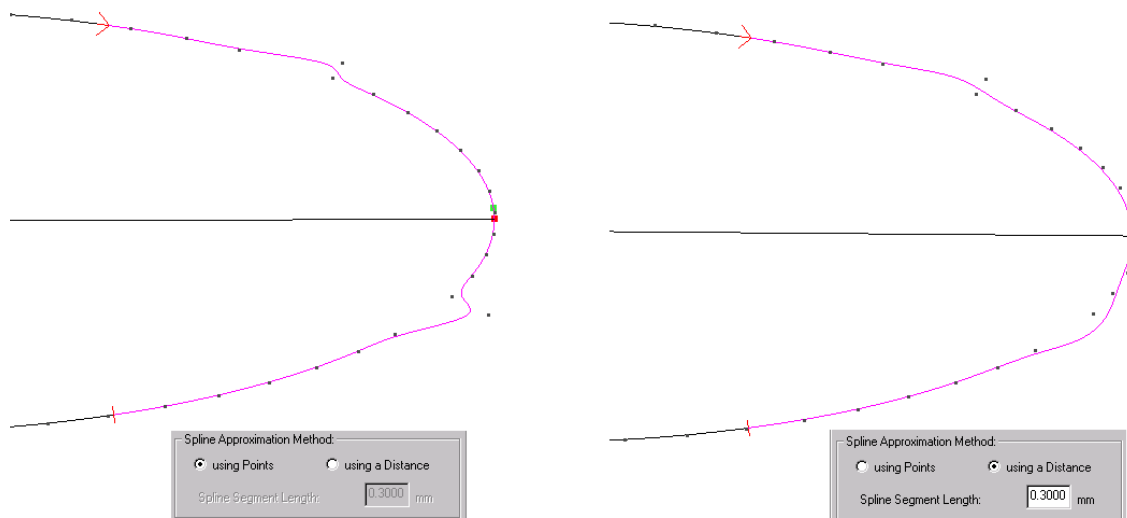 Spline Approximation Method:
using Points using a Distance
Spline Segment Length: 0.3000 mm
Spline Approximation Method:
using Points using a Distance
Spline Segment Length: 0.3000 mm